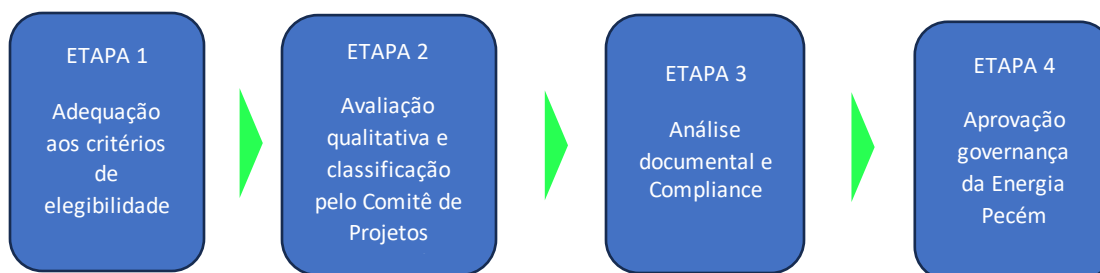 ETAPA 1
Adequação
aos critérios
de
elegibilidade
ETAPA 2
Avaliação
qualitativa e
classificação
pelo Comitê de
Projetos
ETAPA 3
Análise
documental e
Compliance
ETAPA 4
Aprovação
governança
da Energia
Pecém